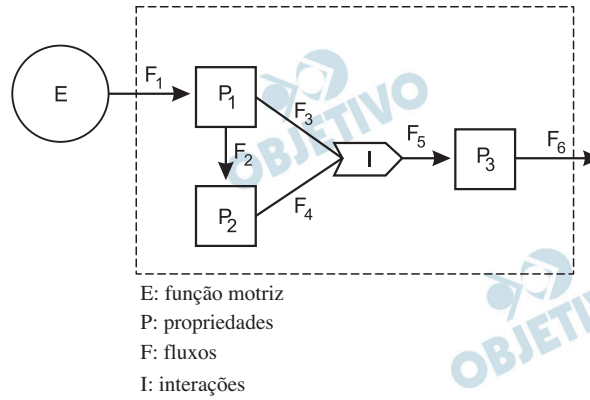 E
F₁
P₁
F₃
F₂
I
F₅
P₃
F₆
P₂
F₄
OBJETIVO
OBJETIVO
E: função motriz
P: propriedades
F: fluxos
I: interações